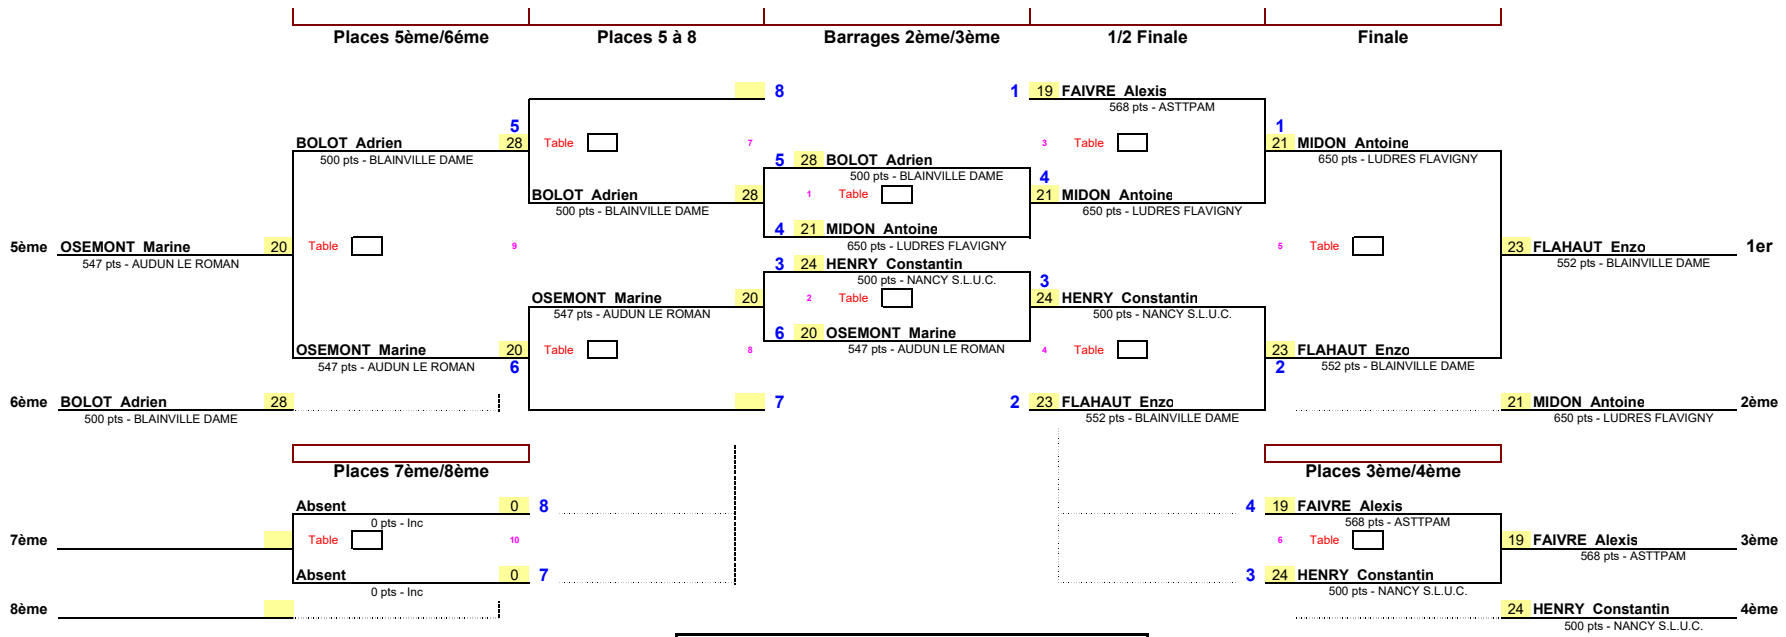 Places 5ème/6éme Places 5 à 8 Barrages 2ème/3ème 1/2 Finale Finale
8 1 19 FAIVRE Alexis
568 pts - ASTTPAM
5 1
BOLOT Adrien 28 Table 7 3 Table 21 MIDON Antoine
500 pts - BLAINVILLE DAME 5 28 BOLOT Adrien 650 pts - LUDRES FLAVIGNY
500 pts - BLAINVILLE DAME 4
BOLOT Adrien 28 1 Table 21 MIDON Antoine
500 pts - BLAINVILLE DAME 650 pts - LUDRES FLAVIGNY
4 21 MIDON Antoine
5ème OSEMONT Marine 20 Table 9 650 pts - LUDRES FLAVIGNY 5 Table 23 FLAHAUT Enzo 1er
547 pts - AUDUN LE ROMAN 3 24 HENRY Constantin 552 pts - BLAINVILLE DAME
500 pts - NANCY S.L.U.C. 3
OSEMONT Marine 20 2 Table 24 HENRY Constantin
547 pts - AUDUN LE ROMAN 500 pts - NANCY S.L.U.C.
6 20 OSEMONT Marine
OSEMONT Marine 20 Table 8 547 pts - AUDUN LE ROMAN 4 Table 23 FLAHAUT Enzo
547 pts - AUDUN LE ROMAN 6 2 552 pts - BLAINVILLE DAME
6ème BOLOT Adrien 28 7 2 23 FLAHAUT Enzo 21 MIDON Antoine 2ème
500 pts - BLAINVILLE DAME 552 pts - BLAINVILLE DAME 650 pts - LUDRES FLAVIGNY
Places 7ème/8ème Places 3ème/4ème
Absent 0 8 4 19 FAIVRE Alexis
0 pts - Inc 568 pts - ASTTPAM
7ème Table 10 6 Table 19 FAIVRE Alexis 3ème
568 pts - ASTTPAM
Absent 0 7 3 24 HENRY Constantin
0 pts - Inc 500 pts - NANCY S.L.U.C.
8ème 24 HENRY Constantin 4ème
500 pts - NANCY S.L.U.C.